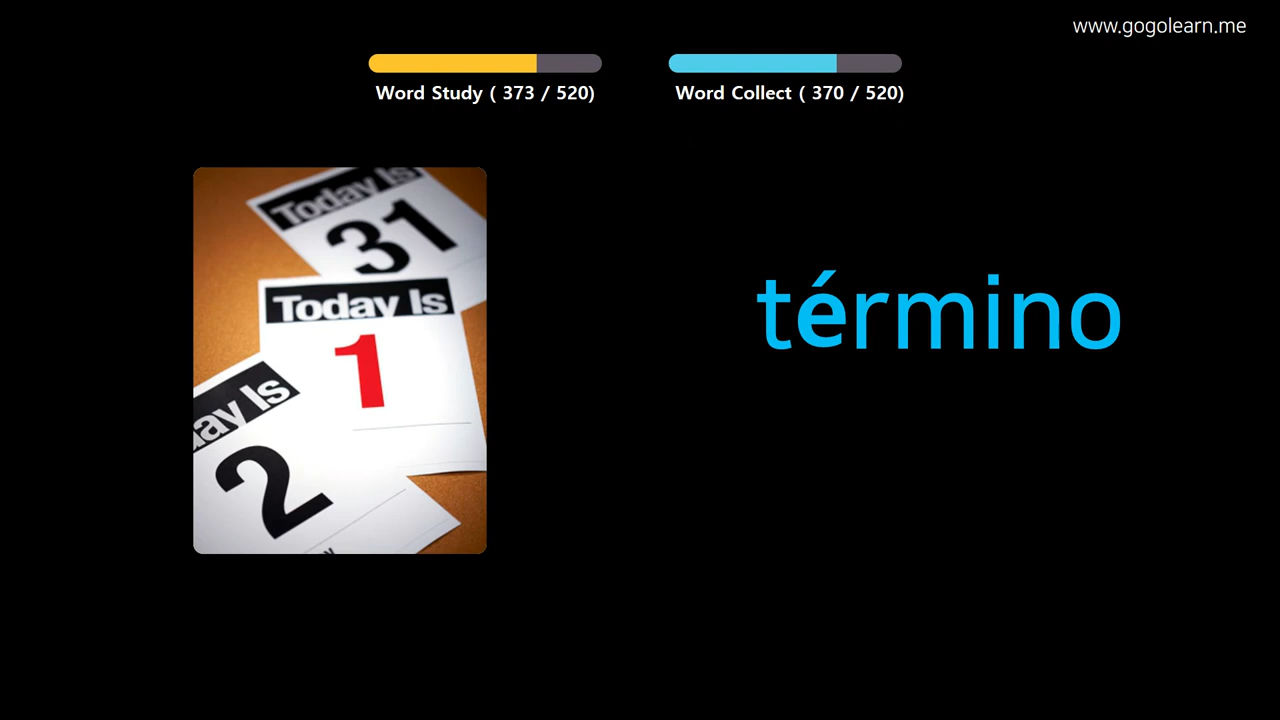 www.gogolearn.me
Word Study ( 373 / 520)
Word Collect ( 370 / 520)
Today Is
31
Today Is
1
ay Is
2
término